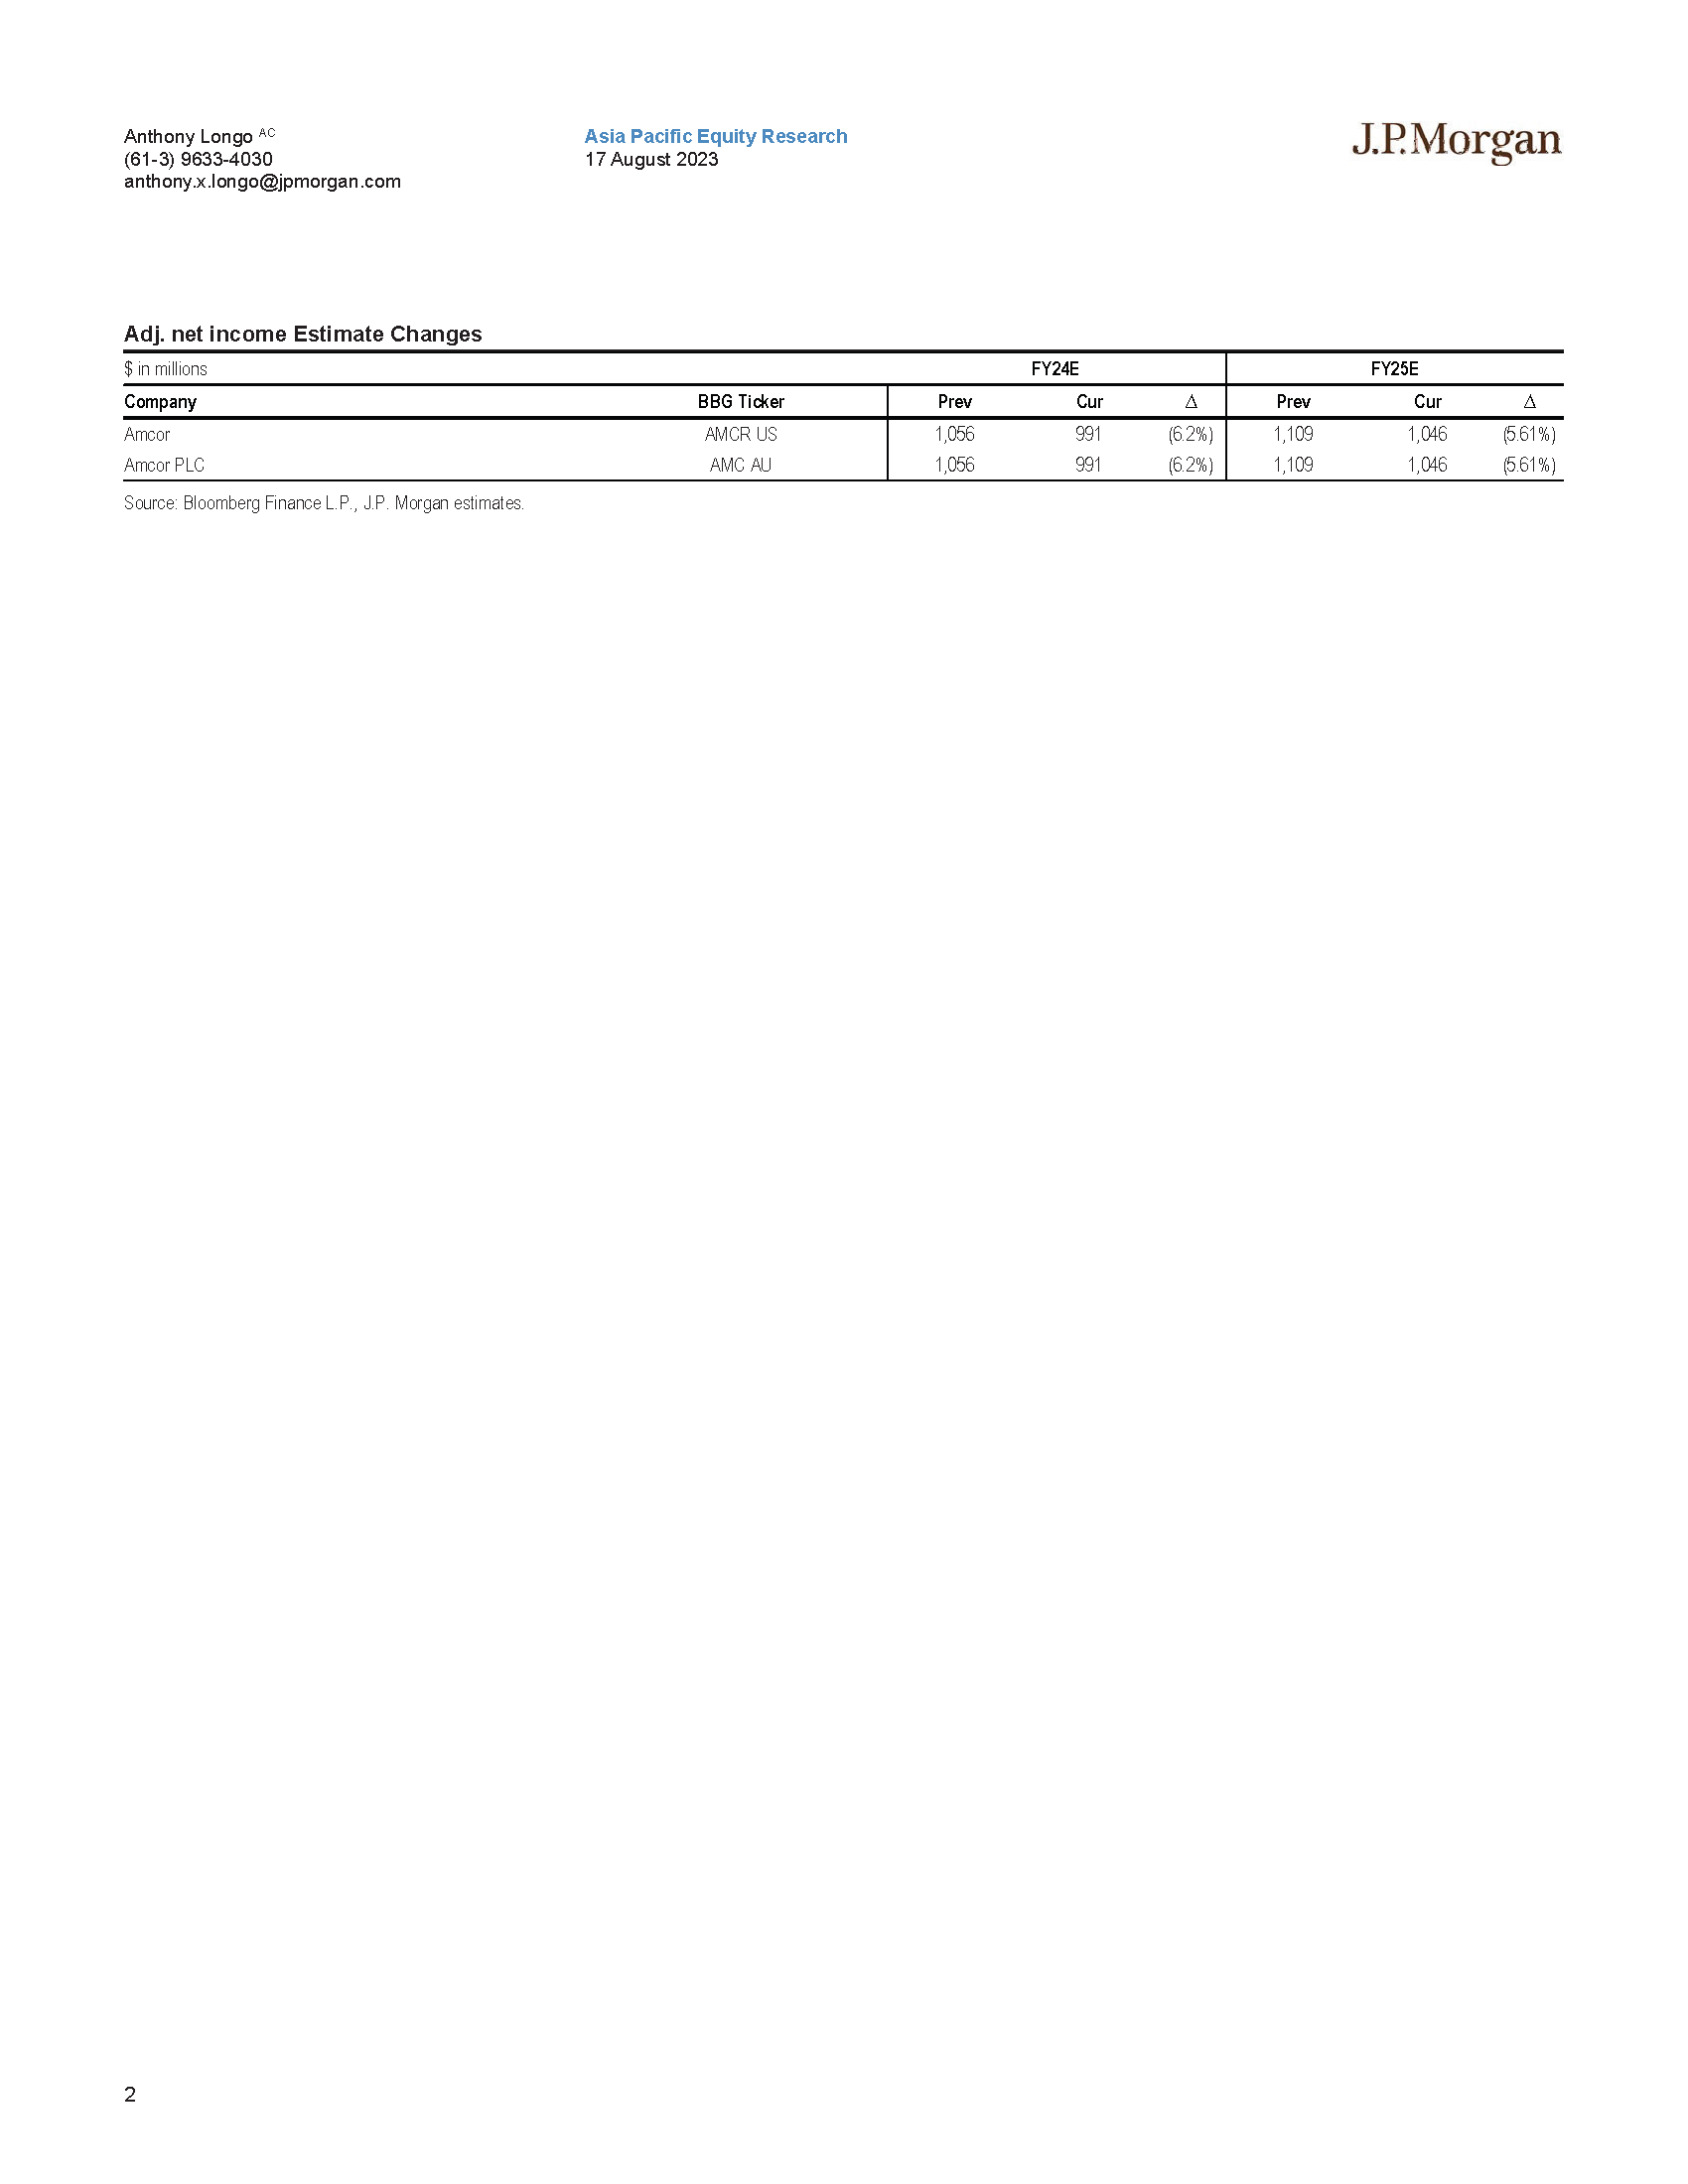 Anthony Longo AC
(61-3) 9633-4030
anthony.x.longo@jpmorgan.com
Asia Pacific Equity Research
17 August 2023
J.P.Morgan
Adj. net income Estimate Changes
$ in millions FY24E FY25E
Company BBG Ticker Prev Cur Δ Prev Cur Δ
Amcor AMCR US 1,056 991 (6.2%) 1,109 1,046 (5.61%)
Amcor PLC AMC AU 1,056 991 (6.2%) 1,109 1,046 (5.61%)
Source: Bloomberg Finance L.P., J.P. Morgan estimates.
2